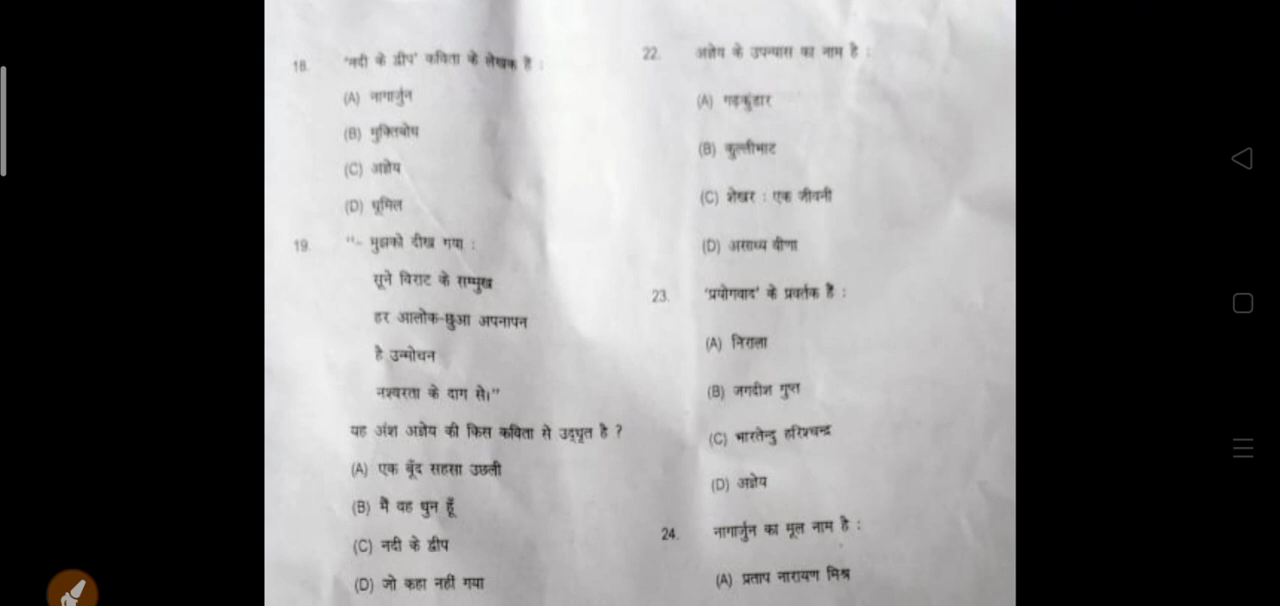 18. 'नदी के द्वीप' कविता के लेखक हैं :
(A) नागार्जुन
(B) मुक्तिबोध
(C) अज्ञेय
(D) धूमिल
19. "– मुझको दीख गया :
सूने विराट के सम्मुख
हर आलोक-छुआ अपनापन
है उन्मोचन
नश्वरता के दाग से।"
यह अंश अज्ञेय की किस कविता से उद्धृत है ?
(A) एक बूँद सहसा उछली
(B) मैं वह धुन हूँ
(C) नदी के द्वीप
(D) जो कहा नहीं गया
22. अज्ञेय के उपन्यास का नाम है :
(A) गढ़कुंडार
(B) कुल्लीभाट
(C) शेखर : एक जीवनी
(D) असाध्य वीणा
23. 'प्रयोगवाद' के प्रवर्तक हैं :
(A) निराला
(B) जगदीश गुप्त
(C) भारतेन्दु हरिश्चन्द्र
(D) अज्ञेय
24. नागार्जुन का मूल नाम है :
(A) प्रताप नारायण मिश्र